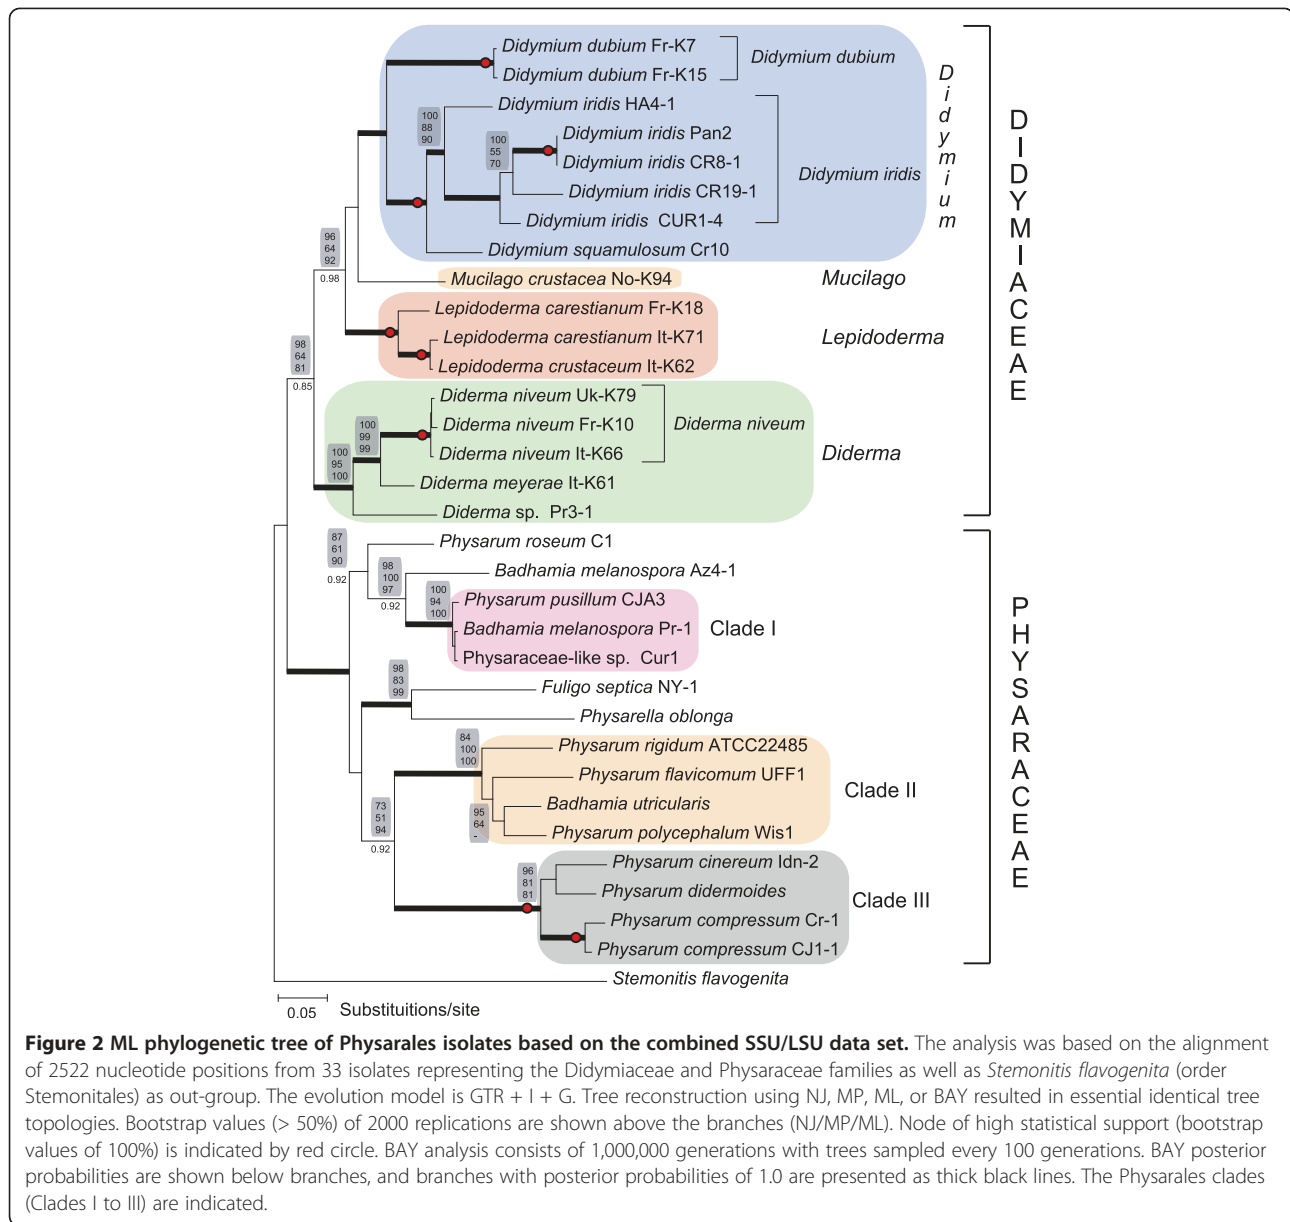 Didymium dubium Fr-K7
Didymium dubium
Didymium dubium Fr-K15
Didymium iridis HA4-1
100
88
90
Didymium iridis Pan2
100
55
70
Didymium iridis CR8-1
Didymium iridis
Didymium iridis CR19-1
Didymium iridis CUR1-4
Didymium squamulosum Cr10
Didymium
96
64
92
0.98
Mucilago crustacea No-K94
Mucilago
Lepidoderma carestianum Fr-K18
Lepidoderma carestianum It-K71
Lepidoderma
Lepidoderma crustaceum It-K62
98
64
81
0.85
Diderma niveum Uk-K79
Diderma niveum Fr-K10
Diderma niveum
100
99
99
Diderma niveum It-K66
Diderma
100
95
100
Diderma meyerae It-K61
Diderma sp. Pr3-1
DIDYMIACEAE
87
61
90
0.92
Physarum roseum C1
98
100
97
0.92
Badhamia melanospora Az4-1
100
94
100
Physarum pusillum CJA3
Badhamia melanospora Pr-1
Clade I
Physaraceae-like sp. Cur1
98
83
99
Fuligo septica NY-1
Physarella oblonga
84
100
100
Physarum rigidum ATCC22485
Physarum flavicomum UFF1
Clade II
Badhamia utricularis
95
64
-
Physarum polycephalum Wis1
73
51
94
0.92
Physarum cinereum Idn-2
96
81
81
Physarum didermoides
Clade III
Physarum compressum Cr-1
Physarum compressum CJ1-1
PHYSARACEAE
Stemonitis flavogenita
0.05
Substituitions/site
Figure 2 ML phylogenetic tree of Physarales isolates based on the combined SSU/LSU data set. The analysis was based on the alignment
of 2522 nucleotide positions from 33 isolates representing the Didymiaceae and Physaraceae families as well as Stemonitis flavogenita (order
Stemonitales) as out-group. The evolution model is GTR + I + G. Tree reconstruction using NJ, MP, ML, or BAY resulted in essential identical tree
topologies. Bootstrap values (> 50%) of 2000 replications are shown above the branches (NJ/MP/ML). Node of high statistical support (bootstrap
values of 100%) is indicated by red circle. BAY analysis consists of 1,000,000 generations with trees sampled every 100 generations. BAY posterior
probabilities are shown below branches, and branches with posterior probabilities of 1.0 are presented as thick black lines. The Physarales clades
(Clades I to III) are indicated.